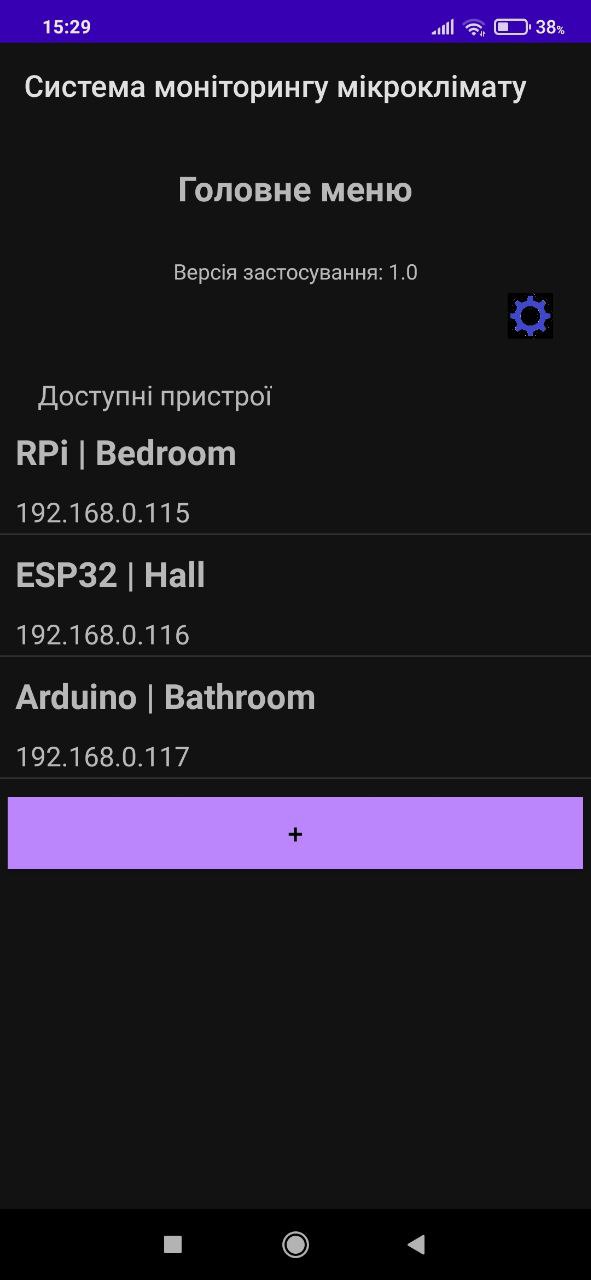 15:29
38%
Система моніторингу мікроклімату
Головне меню
Версія застосування: 1.0
Доступні пристрої
RPi | Bedroom
192.168.0.115
ESP32 | Hall
192.168.0.116
Arduino | Bathroom
192.168.0.117
+